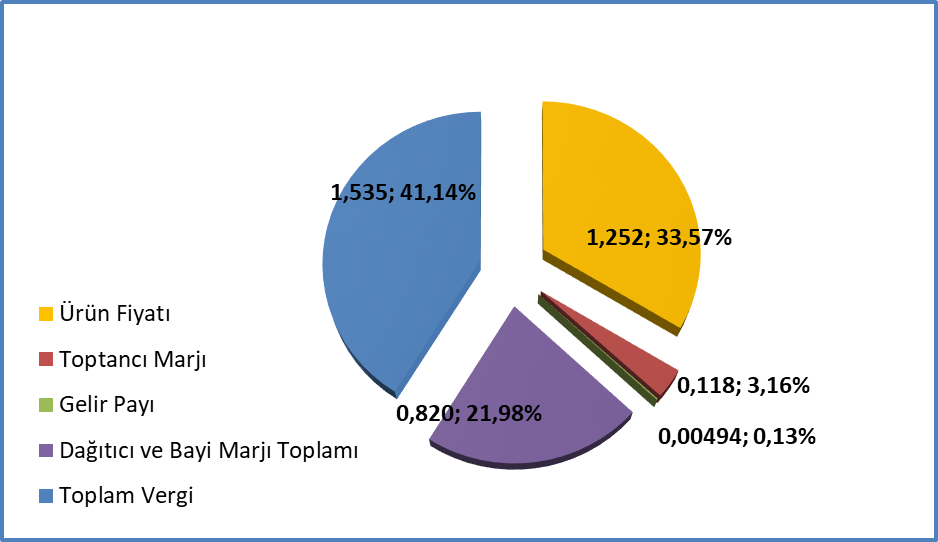 1,535; 41,14%
1,252; 33,57%
Ürün Fiyatı
Toptancı Marjı
0,118; 3,16%
Gelir Payı
0,820; 21,98%
0,00494; 0,13%
Dağıtıcı ve Bayi Marjı Toplamı
Toplam Vergi